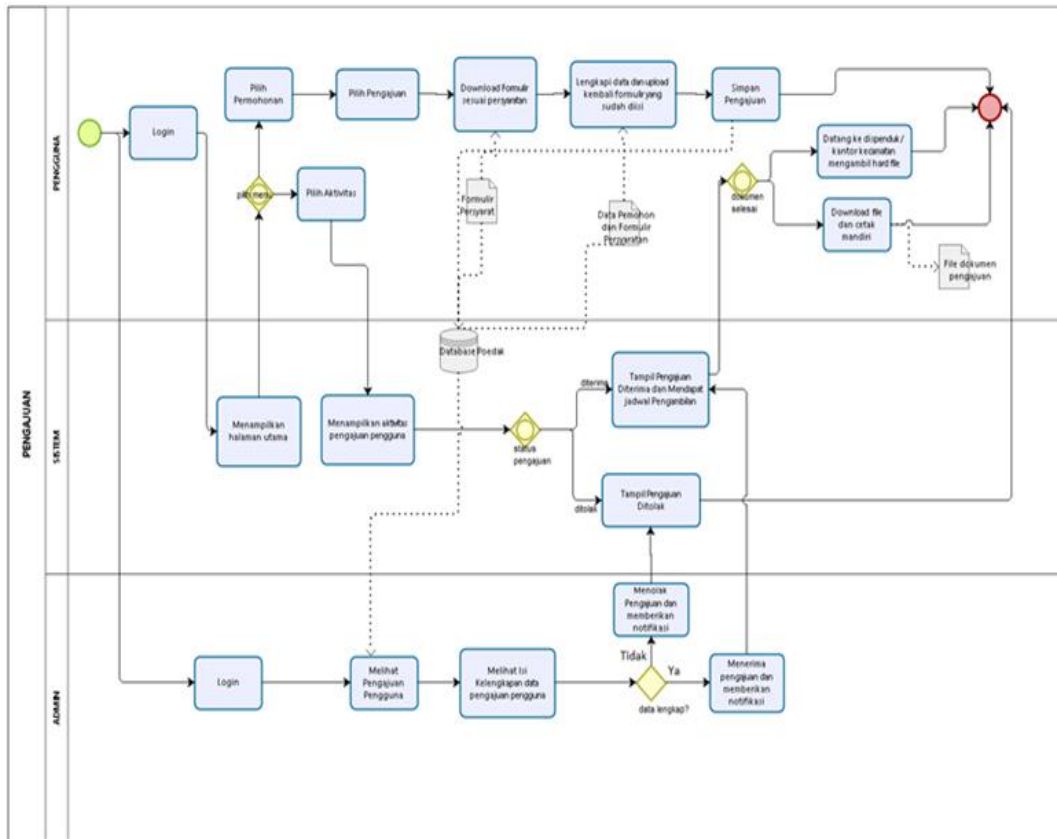 PENGAJUAN
PENGGUNA
Login
Pilih
Permohonan
Pilih Pengajuan
Download Formulir
sesuai persyaratan
Lengkapi data dan upload
kembali formulir yang
sudah diisi
Simpan
Pengajuan
pilih menu
Pilih Aktivitas
Formulir
Persyarat
Data Pemohon
dan Formulir
Persyaratan
dokumen
selesai
Datang ke dispenduk /
kantor kecamatan
mengambil hard file
Download file
dan cetak
mandiri
File dokumen
pengajuan
SISTEM
Database Poedak
Menampilkan
halaman utama
Menampilkan aktivitas
pengajuan pengguna
status
pengajuan
diterima
Tampil Pengajuan
Diterima dan Mendapat
jadwal Pengambilan
ditolak
Tampil Pengajuan
Ditolak
ADMIN
Login
Melihat
Pengajuan
Pengguna
Melihat Isi
Kelengkapan data
pengajuan pengguna
Menolak
Pengajuan dan
memberikan
notifikasi
Tidak
Ya
data lengkap?
Menerima
pengajuan dan
memberikan
notifikasi